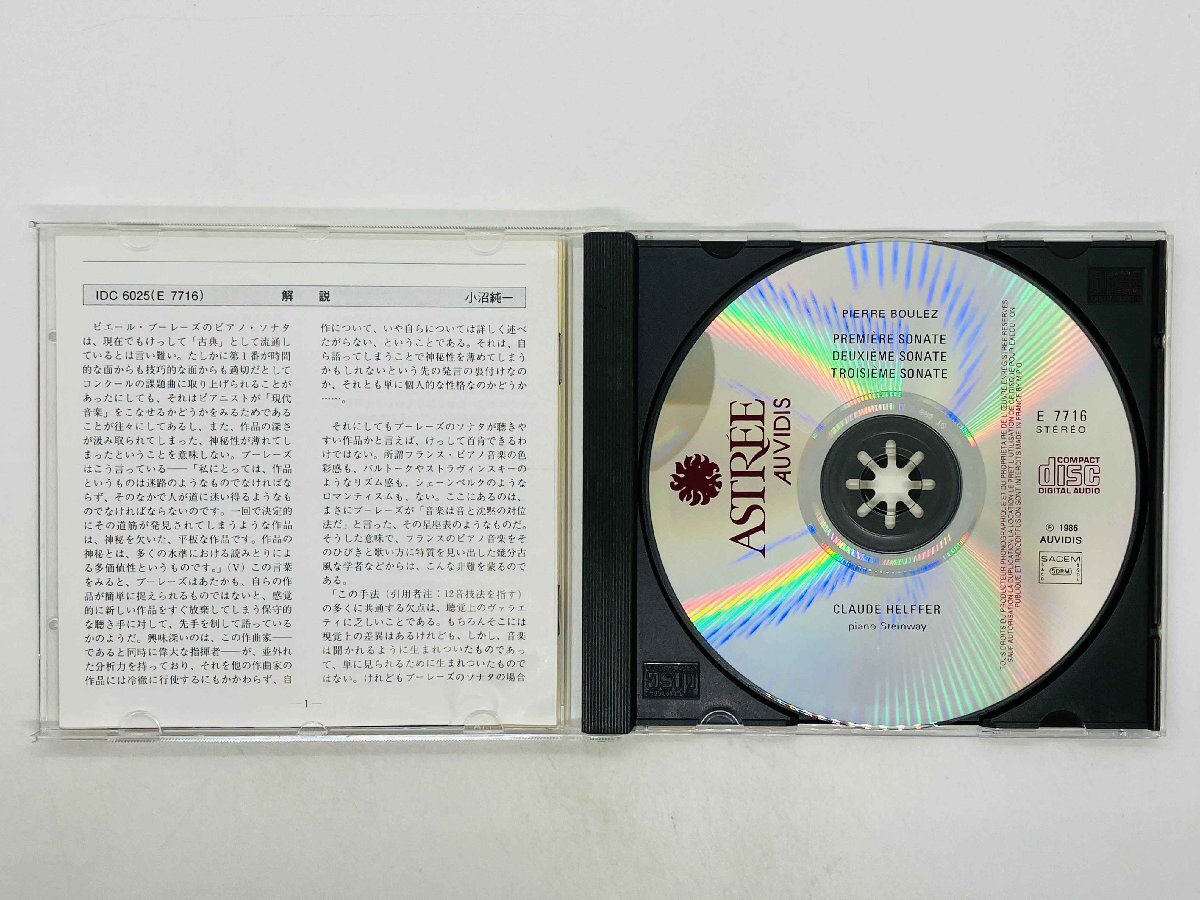 IDC 6025(E 7716) 解 説 小沼純一
ピエール・ブーレーズのピアノ・ソナタ
は、現在でもけっして「古典」として流通し
ているとは言い難い。たしかに第1番が時間
的な面からも技巧的な面からも適切だとして
コンクールの課題曲に取り上げられることが
あったにしても、それはピアニストが「現代
音楽」をこなせるかどうかをみるためである
ことが往々にしてあるし、また、作品の深さ
が汲み取られてしまった、神秘性が薄れてし
まったということを意味しない。ブーレーズ
はこう言っている──「私にとっては、作品
というものは迷路のようなものでなければな
らず、そのなかで人が道に迷い得るようなも
のでなければならないのです。一回で決定的
にその道筋が発見されてしまうような作品
は、神秘を欠いた、平板な作品です。作品の
神秘とは、多くの水準における読みとりによ
る多価値性というものです。」(V) この言葉
をみると、ブーレーズはあたかも、自らの作
品が簡単に捉えられるものではないと、感覚
的に新しい作品をすぐ放棄してしまう保守的
な聴き手に対して、先手を制して語っている
かのようだ。興味深いのは、この作曲家──
であると同時に偉大な指揮者──が、並外れ
た分析力を持っており、それを他の作曲家の
作品には冷徹に行使するにもかかわらず、自
作について、いや自らについては詳しく述べ
たがらない、ということである。それは、自
ら語ってしまうことで神秘性を薄めてしまう
かもしれないという先の発言の裏付けなの
か、それとも単に個人的な性格なのかどうか
……。
それにしてもブーレーズのソナタが聴きや
すい作品かと言えば、けっして首肯できるわ
けではない。所謂フランス・ピアノ音楽の色
彩感も、バルトークやストラヴィンスキーの
ようなリズム感も、シェーンベルクのような
ロマンティスムも、ない。ここにあるのは、
まさにブーレーズが「音楽は音と沈黙の対位
法だ」と言った、その星座表のようなものだ。
そうした意味で、フランスのピアノ音楽をそ
のひびきと歌い方に特質を見い出した幾分古
風な学者などからは、こんな非難を蒙るので
ある。
「この手法（引用者注：12音技法を指す）
の多くに共通する欠点は、聴覚上のヴァラエ
ティに乏しいことである。もちろんそこには
視覚上の差異はあるけれども、しかし、音楽
は聞かれるように生まれついたものであっ
て、単に見られるために生まれついたもので
はない。けれどもブーレーズのソナタの場合
─1─
PIERRE BOULEZ
PREMIÈRE SONATE
DEUXIÈME SONATE
TROISIÈME SONATE
ASTRÉE
AUVIDIS
E 7716
STÉRÉO
COMPACT
disc
DIGITAL AUDIO
℗ 1986
AUVIDIS
SACEM
SDRM
CLAUDE HELFFER
piano Steinway
TOUS DROITS DU PRODUCTEUR PHONOGRAPHIQUE ET DU PROPRIETAIRE DE L'ŒUVRE ENREGISTREE RESERVES
SAUF AUTORISATION LA DUPLICATION LA LOCATION LE PRET L'UTILISATION DE CE DISQUE POUR EXECUTION
PUBLIQUE ET RADIODIFFUSION SONT INTERDITS MADE IN FRANCE BY MPO